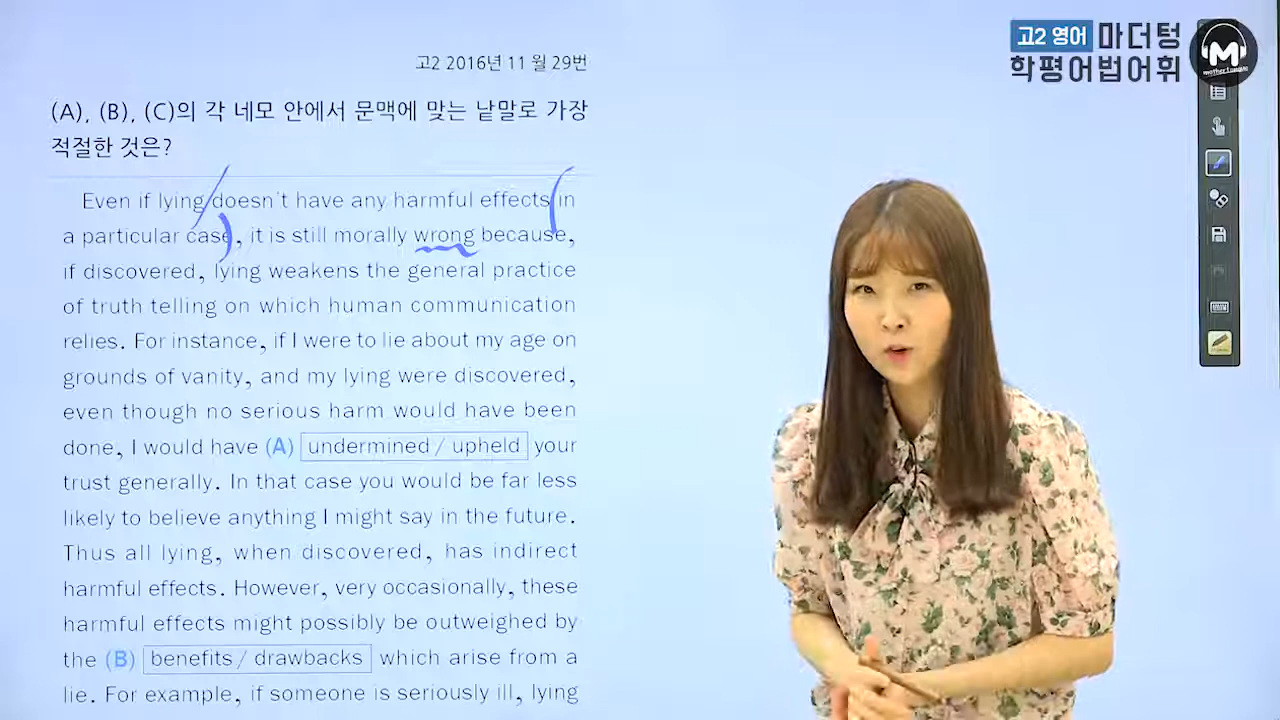 고2 영어 마더텅
학평어법어휘
M
고2 2016년 11월 29번
(A), (B), (C)의 각 네모 안에서 문맥에 맞는 낱말로 가장
적절한 것은?
Even if lying doesn't have any harmful effects in
a particular case, it is still morally wrong because,
if discovered, lying weakens the general practice
of truth telling on which human communication
relies. For instance, if I were to lie about my age on
grounds of vanity, and my lying were discovered,
even though no serious harm would have been
done, I would have (A) undermined / upheld your
trust generally. In that case you would be far less
likely to believe anything I might say in the future.
Thus all lying, when discovered, has indirect
harmful effects. However, very occasionally, these
harmful effects might possibly be outweighed by
the (B) benefits / drawbacks which arise from a
lie. For example, if someone is seriously ill, lying